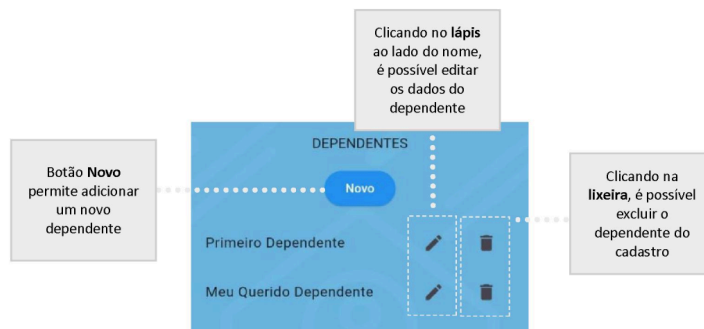 Clicando no lápis
ao lado do nome,
é possível editar
os dados do
dependente
Botão Novo
permite adicionar
um novo
dependente
DEPENDENTES
Novo
Primeiro Dependente
Meu Querido Dependente
Clicando na
lixeira, é possível
excluir o
dependente do
cadastro